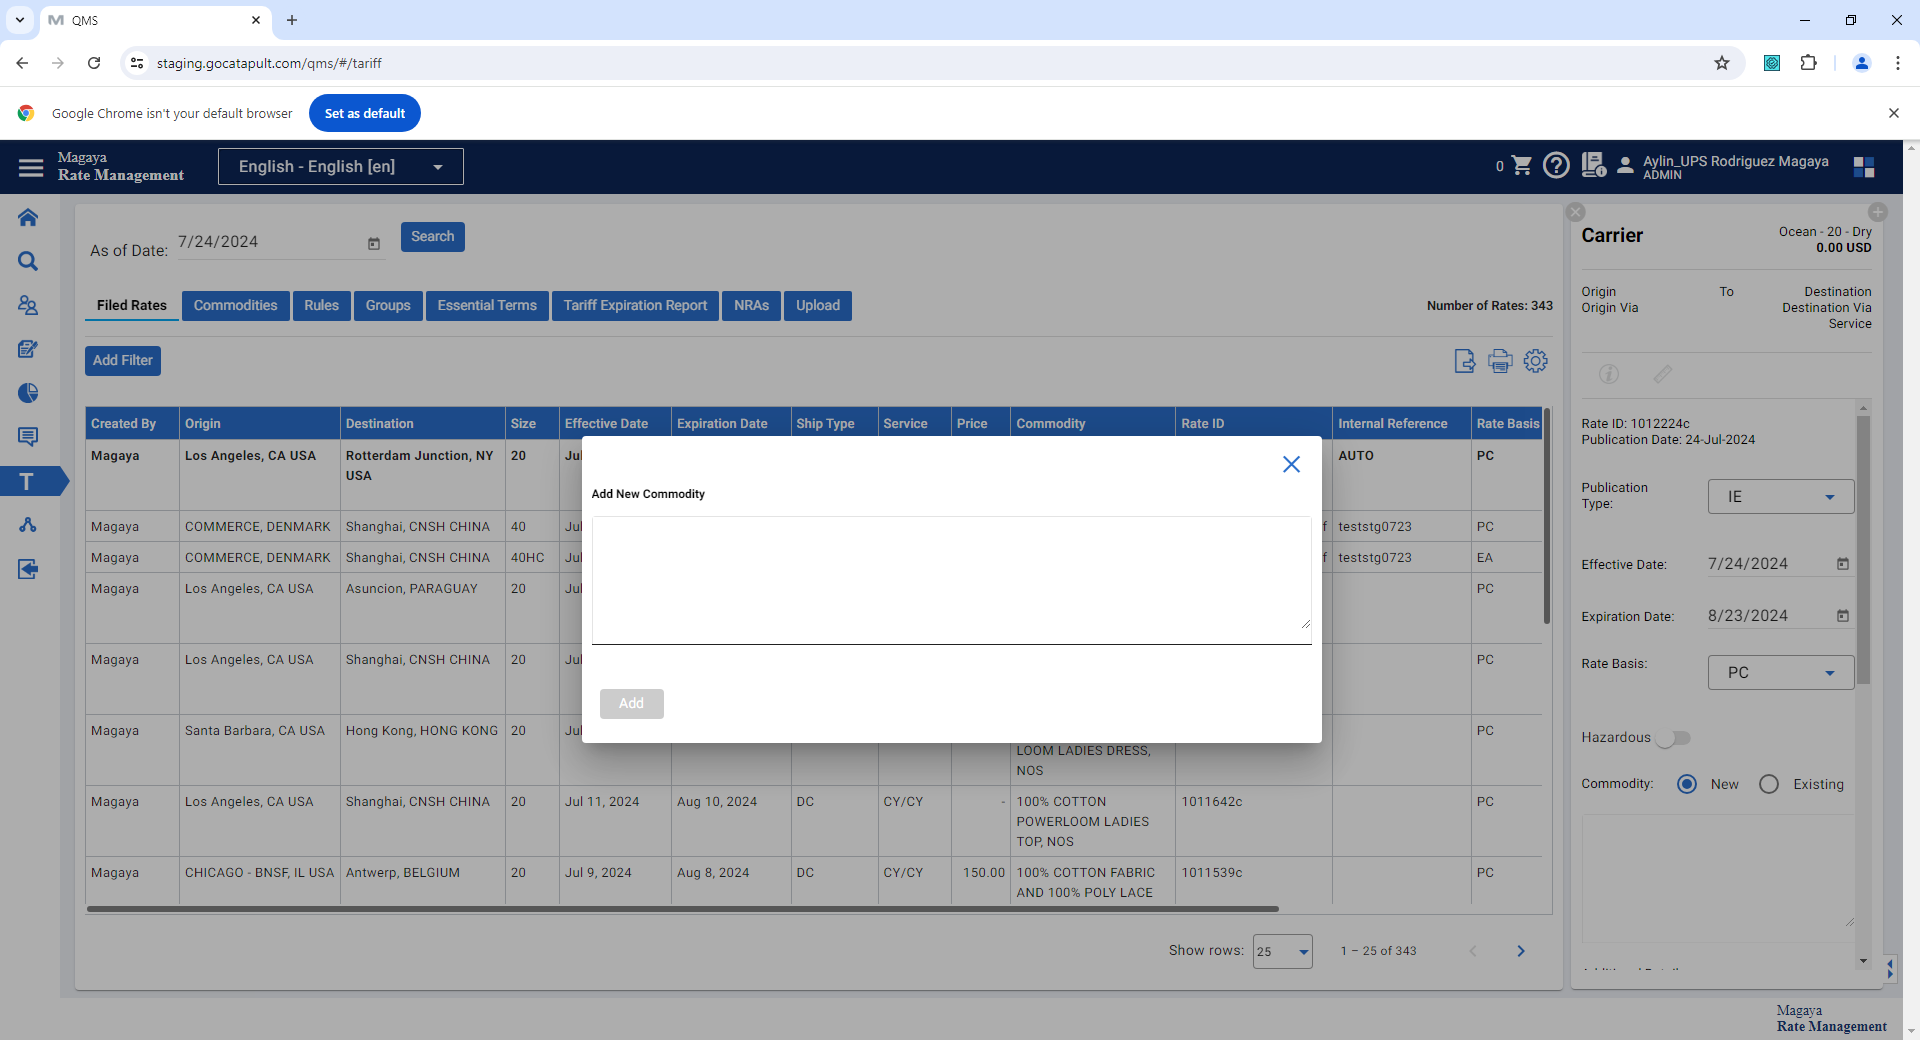 QMS
staging.gocatapult.com/qms/#/tariff
Google Chrome isn't your default browser
Set as default
Magaya
Rate Management
English - English [en]
0
Aylin_UPS Rodriguez Magaya
ADMIN
As of Date:
7/24/2024
Search
Filed Rates
Commodities
Rules
Groups
Essential Terms
Tariff Expiration Report
NRAs
Upload
Number of Rates: 343
Add Filter
Created By Origin Destination Size Effective Date Expiration Date Ship Type Service Price Commodity Rate ID Internal Reference Rate Basis
Magaya Los Angeles, CA USA Rotterdam Junction, NY 20 Jul AUTO PC
USA
Magaya COMMERCE, DENMARK Shanghai, CNSH CHINA 40 Jul f teststg0723 PC
Magaya COMMERCE, DENMARK Shanghai, CNSH CHINA 40HC Jul f teststg0723 EA
Magaya Los Angeles, CA USA Asuncion, PARAGUAY 20 Jul PC
Magaya Los Angeles, CA USA Shanghai, CNSH CHINA 20 Jul PC
Magaya Santa Barbara, CA USA Hong Kong, HONG KONG 20 Jul PC
LOOM LADIES DRESS,
NOS
Magaya Los Angeles, CA USA Shanghai, CNSH CHINA 20 Jul 11, 2024 Aug 10, 2024 DC CY/CY - 100% COTTON 1011642c PC
POWERLOOM LADIES
TOP, NOS
Magaya CHICAGO - BNSF, IL USA Antwerp, BELGIUM 20 Jul 9, 2024 Aug 8, 2024 DC CY/CY 150.00 100% COTTON FABRIC 1011539c PC
AND 100% POLY LACE
Show rows: 25 1 – 25 of 343
Add New Commodity
Add
Carrier
Ocean - 20 - Dry
0.00 USD
Origin To Destination
Origin Via Destination Via
Service
Rate ID: 1012224c
Publication Date: 24-Jul-2024
Publication
Type:
IE
Effective Date: 7/24/2024
Expiration Date: 8/23/2024
Rate Basis: PC
Hazardous
Commodity: New Existing
Magaya
Rate Management